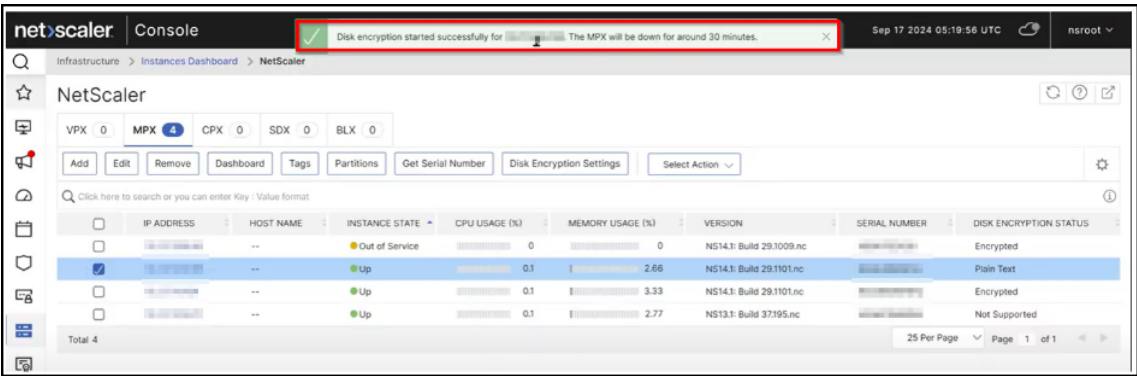 net>scaler Console
Disk encryption started successfully for . The MPX will be down for around 30 minutes.
Sep 17 2024 05:19:56 UTC
nsroot
Infrastructure > Instances Dashboard > NetScaler
NetScaler
VPX 0 MPX 4 CPX 0 SDX 0 BLX 0
Add Edit Remove Dashboard Tags Partitions Get Serial Number Disk Encryption Settings Select Action
Click here to search or you can enter Key : Value format
IP ADDRESS HOST NAME INSTANCE STATE CPU USAGE (%) MEMORY USAGE (%) VERSION SERIAL NUMBER DISK ENCRYPTION STATUS
-- Out of Service 0 0 NS14.1: Build 29.1009.nc Encrypted
-- Up 0.1 2.66 NS14.1: Build 29.1101.nc Plain Text
-- Up 0.1 3.33 NS14.1: Build 29.1101.nc Encrypted
-- Up 0.1 2.77 NS13.1: Build 37.195.nc Not Supported
Total 4
25 Per Page Page 1 of 1